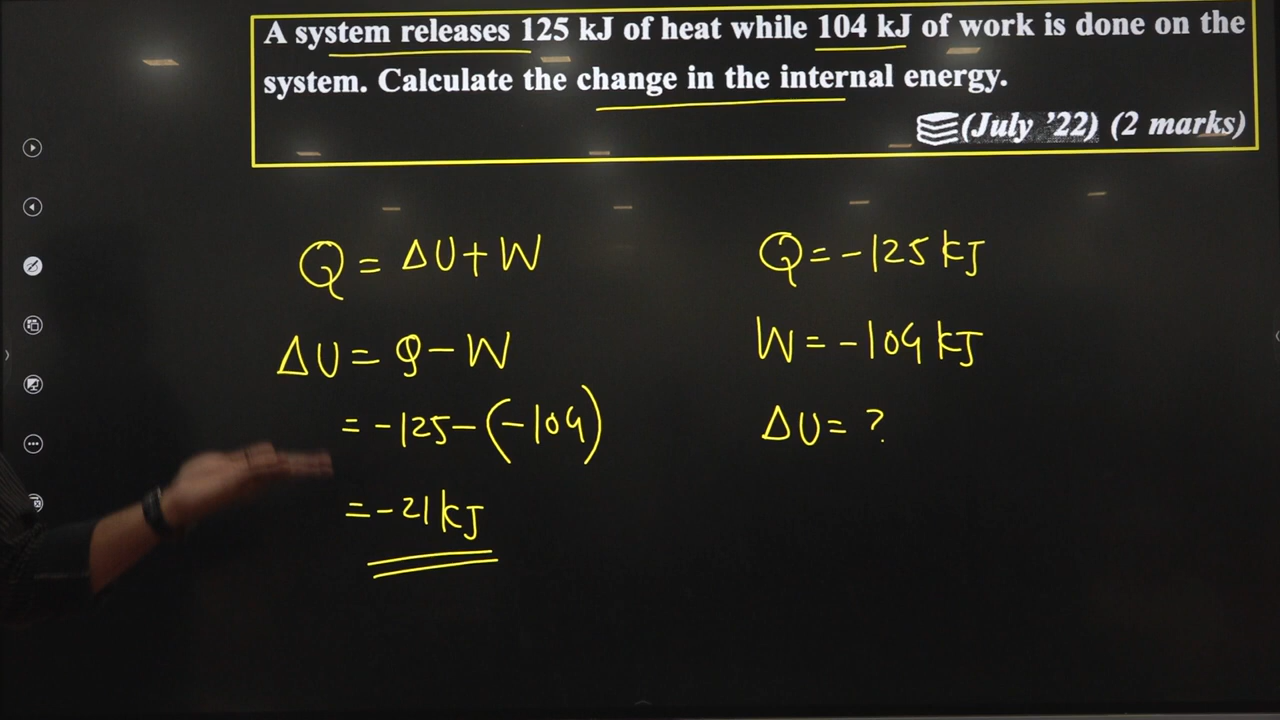 A system releases 125 kJ of heat while 104 kJ of work is done on the
system. Calculate the change in the internal energy.
(July '22) (2 marks)
Q = ΔU + W
ΔU = Q - W
= -125 - (-104)
= -21 kJ
Q = -125 kJ
W = -104 kJ
ΔU = ?